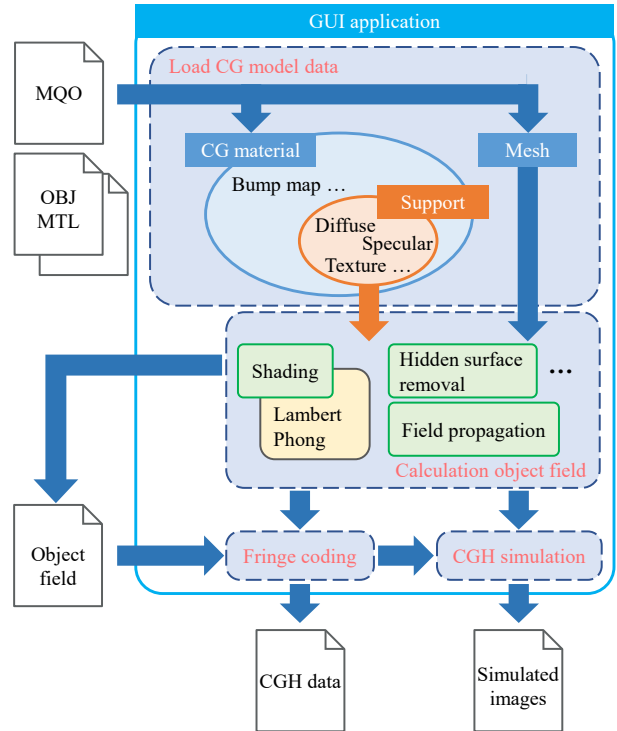 GUI application
Load CG model data
MQO
CG material
Mesh
OBJ
MTL
Bump map ...
Support
Diffuse
Specular
Texture ...
Shading
Lambert
Phong
Hidden surface
removal
...
Field propagation
Calculation object field
Object
field
Fringe coding
CGH simulation
CGH data
Simulated
images